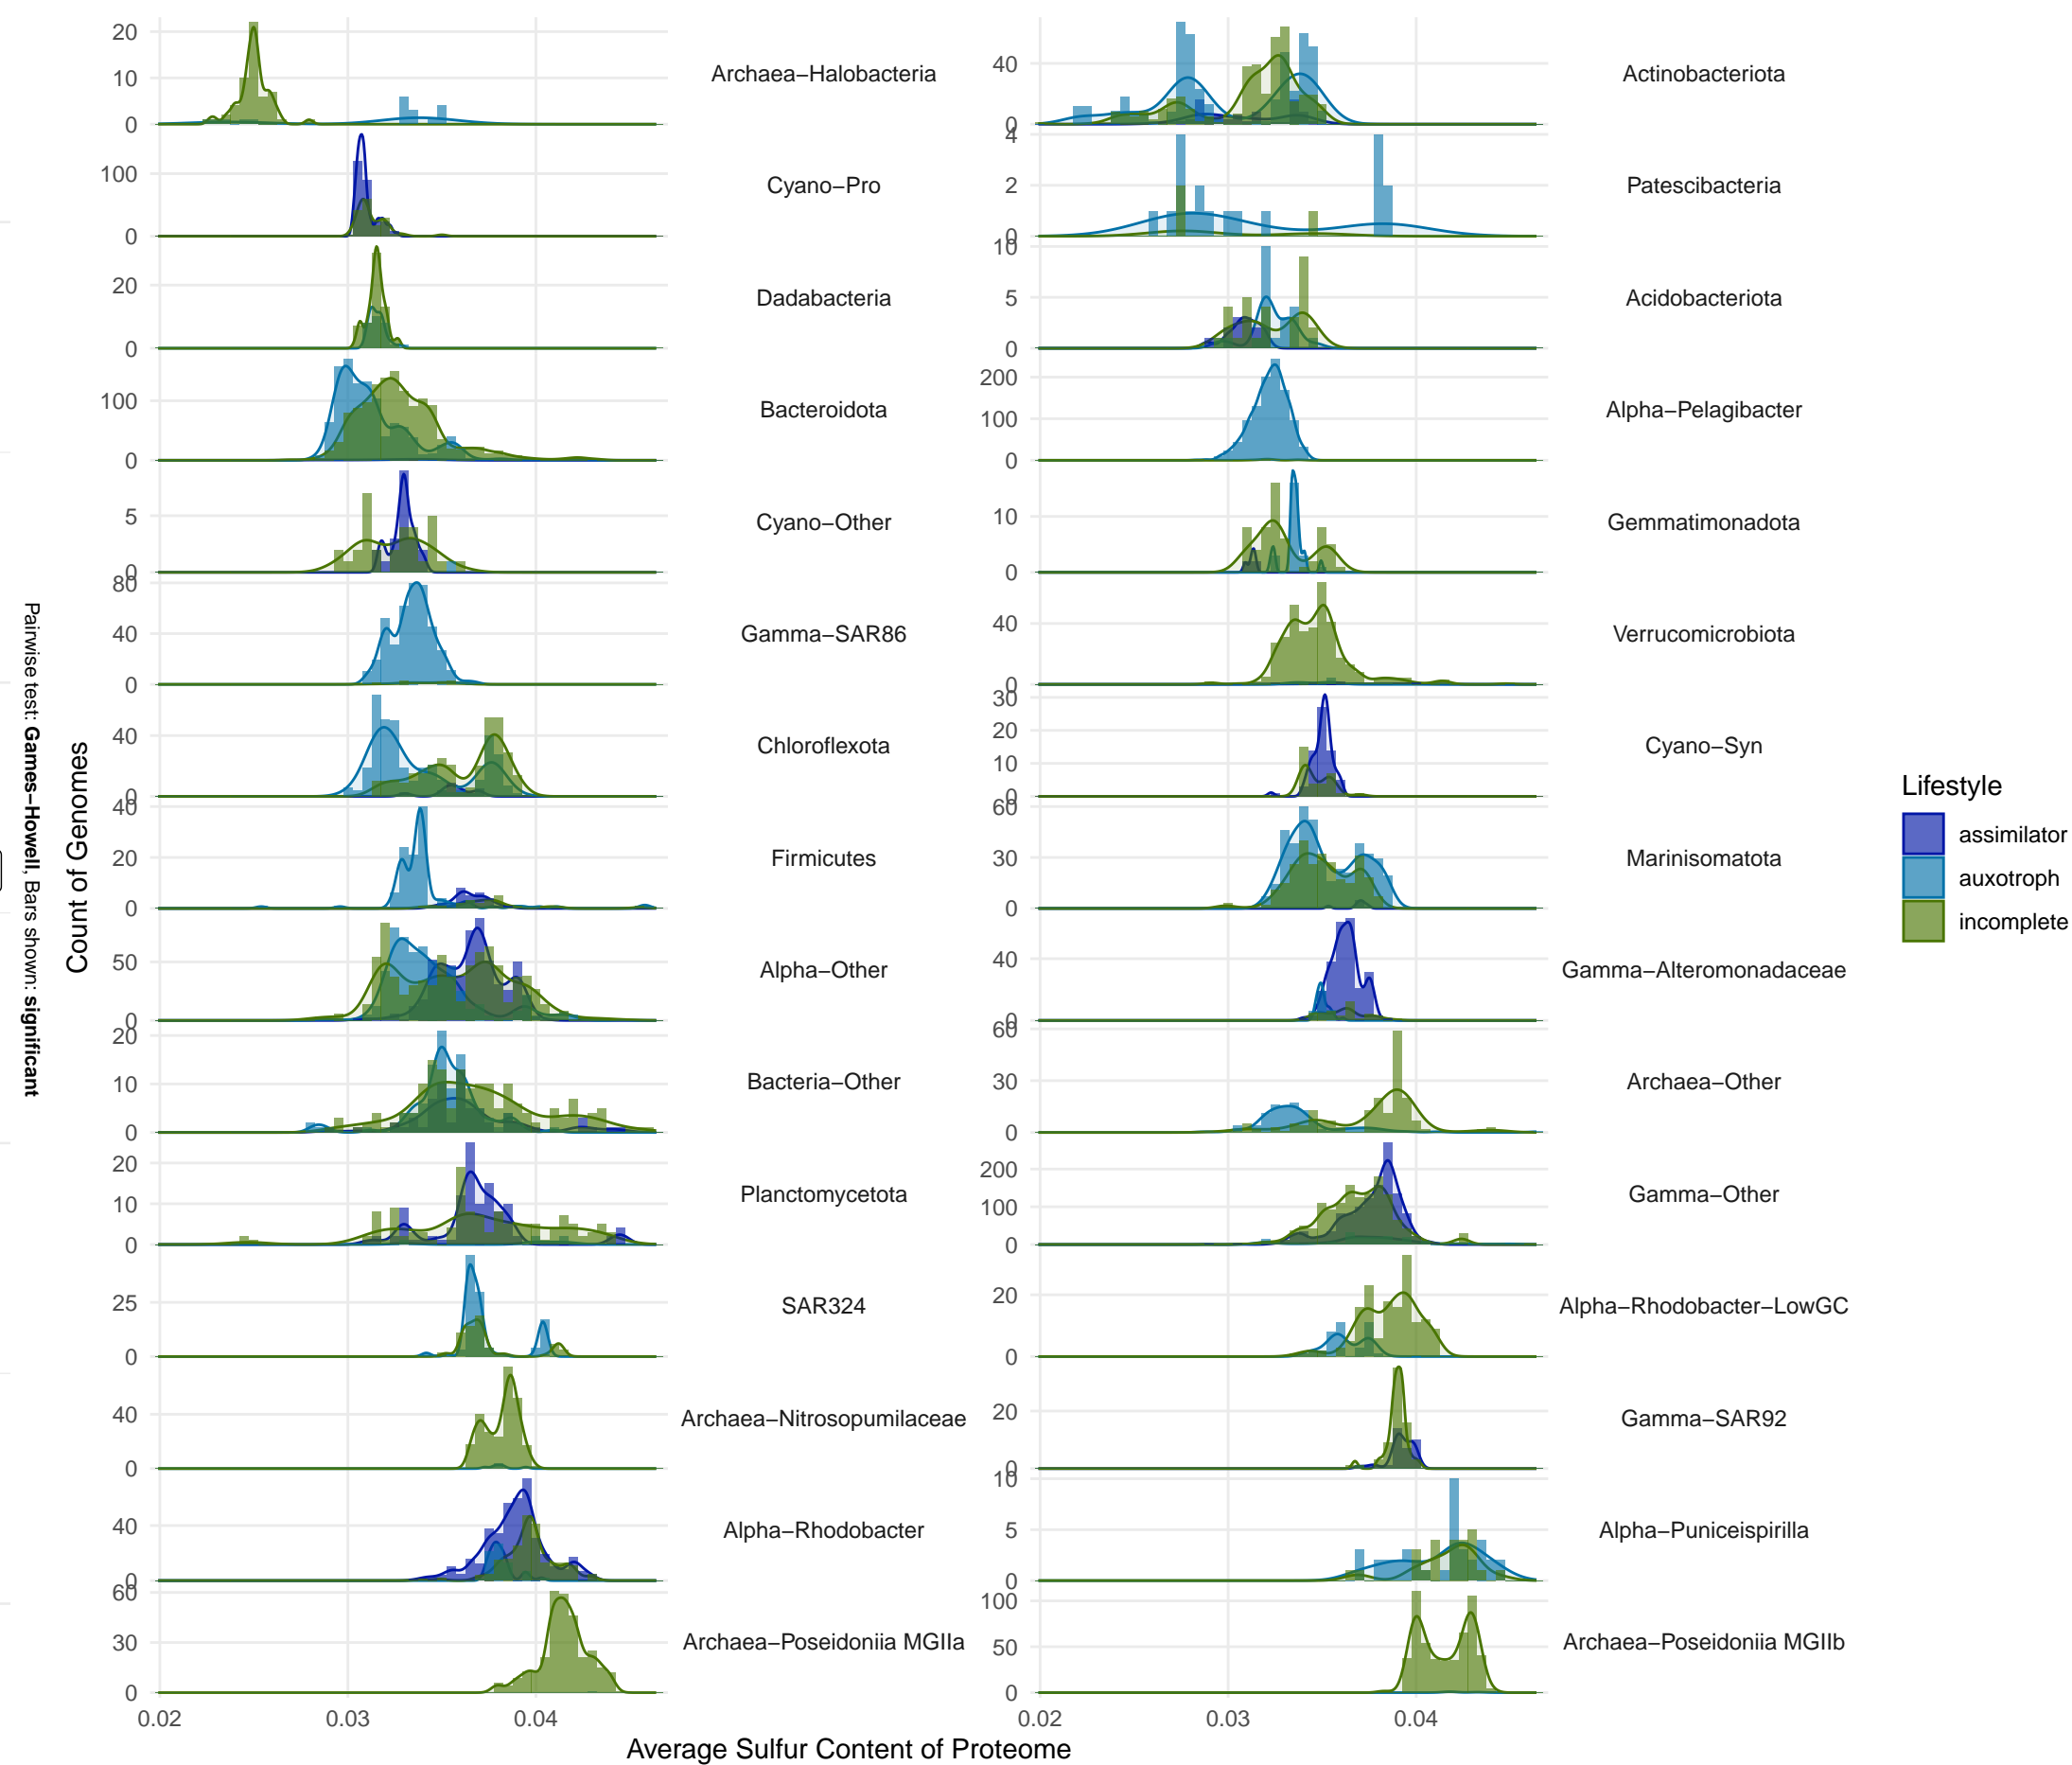 Pairwise test: Games−Howell, Bars shown: significant
Count of Genomes
20
10
0
Archaea−Halobacteria
40
0
Actinobacteriota
100
0
Cyano−Pro
4
2
0
Patescibacteria
20
0
Dadabacteria
10
5
0
Acidobacteriota
100
0
Bacteroidota
200
100
0
Alpha−Pelagibacter
5
0
Cyano−Other
10
0
Gemmatimonadota
80
40
0
Gamma−SAR86
40
0
Verrucomicrobiota
40
0
Chloroflexota
30
20
10
0
Cyano−Syn
40
20
0
Firmicutes
60
30
0
Marinisomatota
50
0
Alpha−Other
40
0
Gamma−Alteromonadaceae
20
10
0
Bacteria−Other
60
30
0
Archaea−Other
20
10
0
Planctomycetota
200
100
0
Gamma−Other
25
0
SAR324
20
0
Alpha−Rhodobacter−LowGC
40
0
Archaea−Nitrosopumilaceae
20
0
Gamma−SAR92
40
0
Alpha−Rhodobacter
10
5
0
Alpha−Puniceispirilla
60
30
0
Archaea−Poseidoniia MGIIa
100
50
0
Archaea−Poseidoniia MGIIb
0.02 0.03 0.04
0.02 0.03 0.04
Average Sulfur Content of Proteome
Lifestyle
assimilator
auxotroph
incomplete